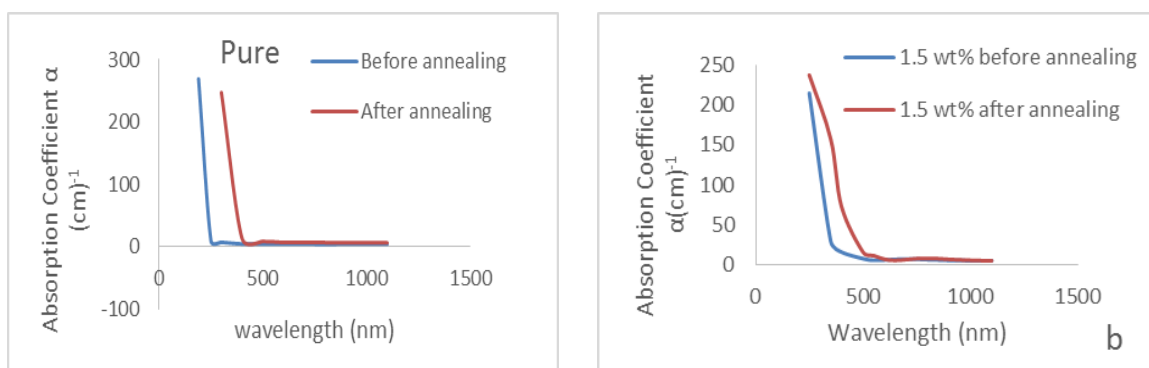 Pure
Before annealing
After annealing
300
200
100
0
-100
0
500
1000
1500
Absorption Coefficient α
(cm)⁻¹
wavelength (nm)
1.5 wt% before annealing
1.5 wt% after annealing
250
200
150
100
50
0
0
500
1000
1500
Absorption Coefficient
α(cm)⁻¹
Wavelength (nm)
b